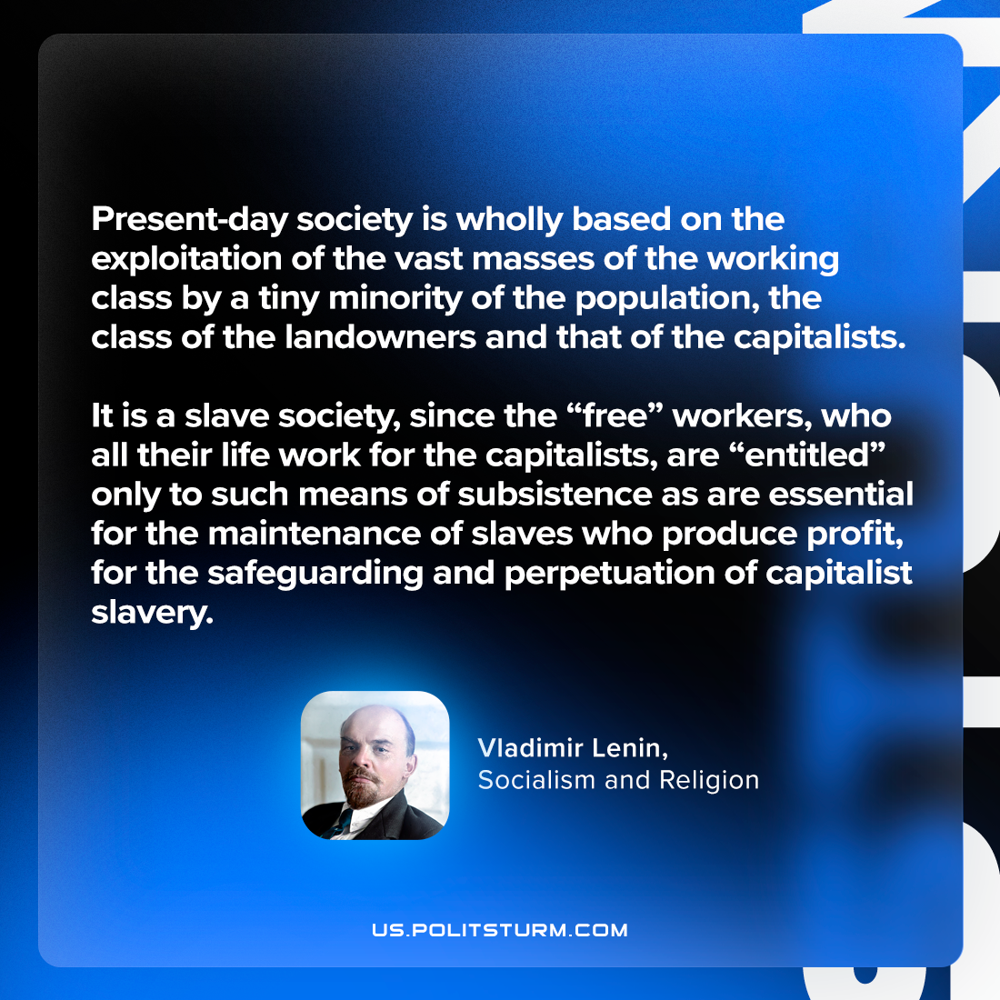 Present-day society is wholly based on the
exploitation of the vast masses of the working
class by a tiny minority of the population, the
class of the landowners and that of the capitalists.
It is a slave society, since the “free” workers, who
all their life work for the capitalists, are “entitled”
only to such means of subsistence as are essential
for the maintenance of slaves who produce profit,
for the safeguarding and perpetuation of capitalist
slavery.
Vladimir Lenin,
Socialism and Religion
US.POLITSTURM.COM